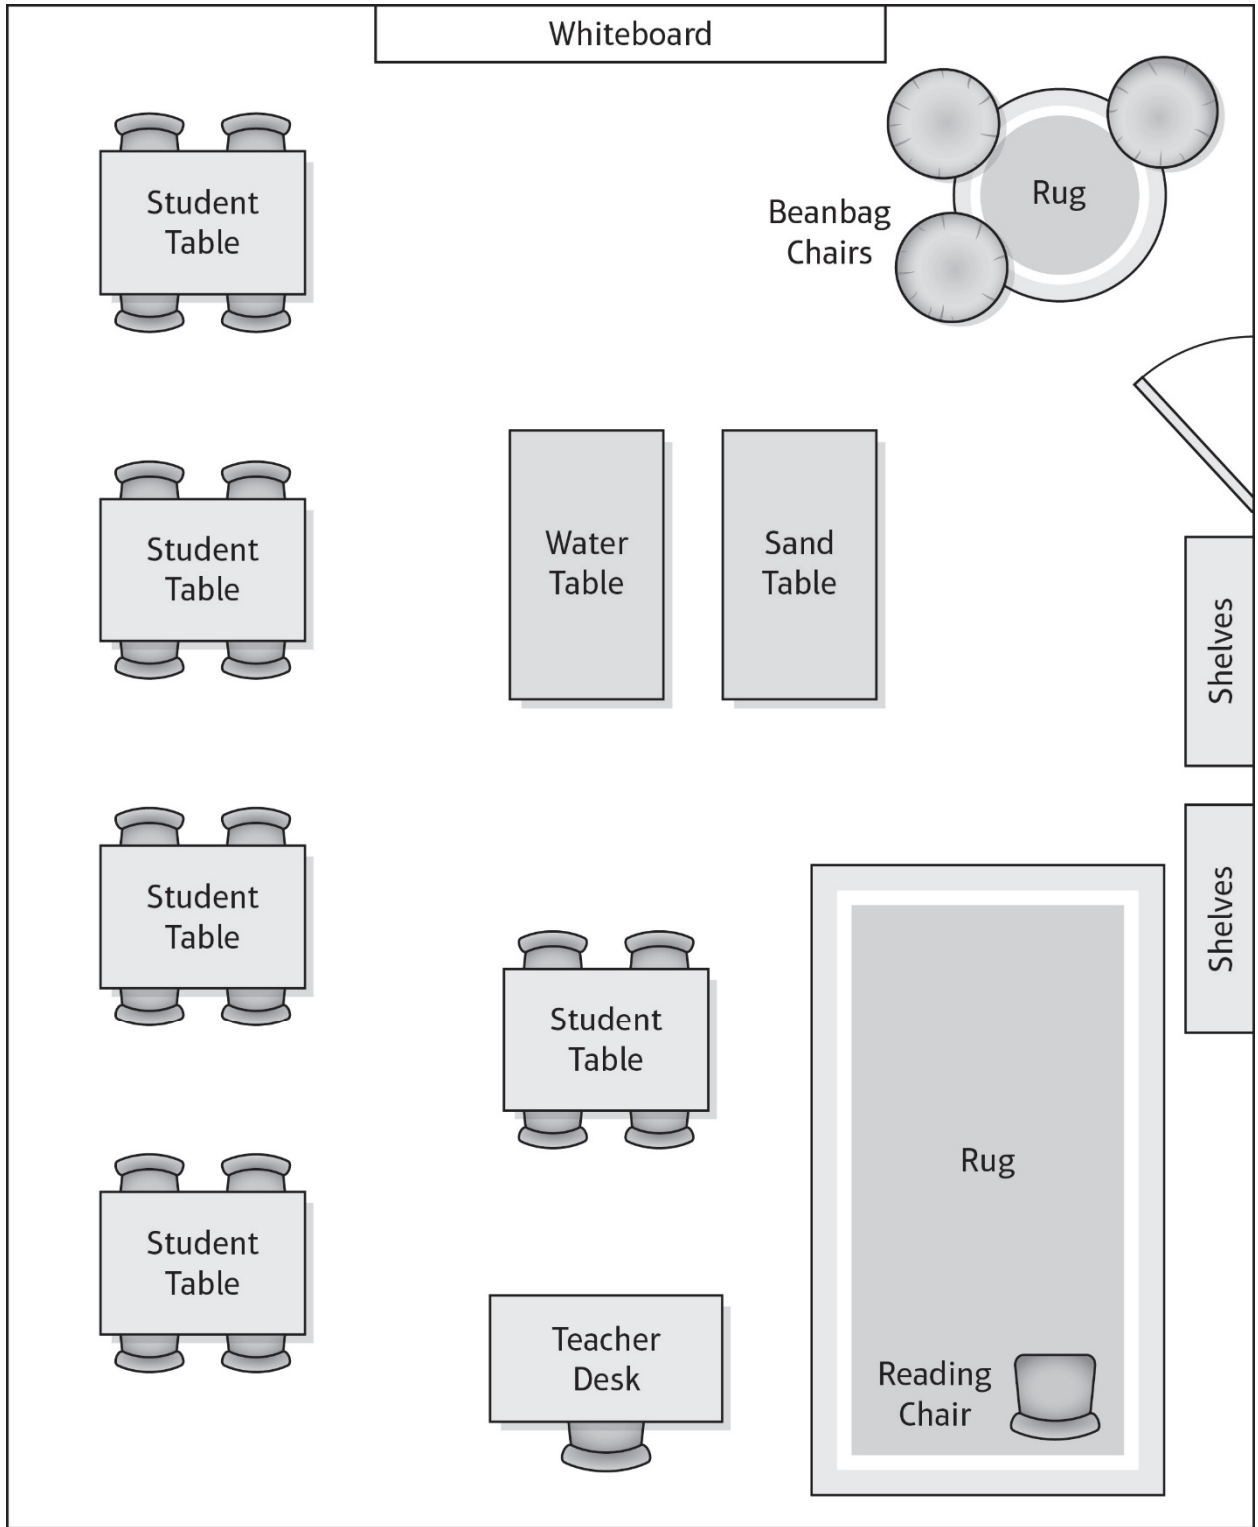 Whiteboard
Student
Table
Beanbag
Chairs
Rug
Student
Table
Water
Table
Sand
Table
Shelves
Student
Table
Student
Table
Shelves
Rug
Student
Table
Teacher
Desk
Reading
Chair